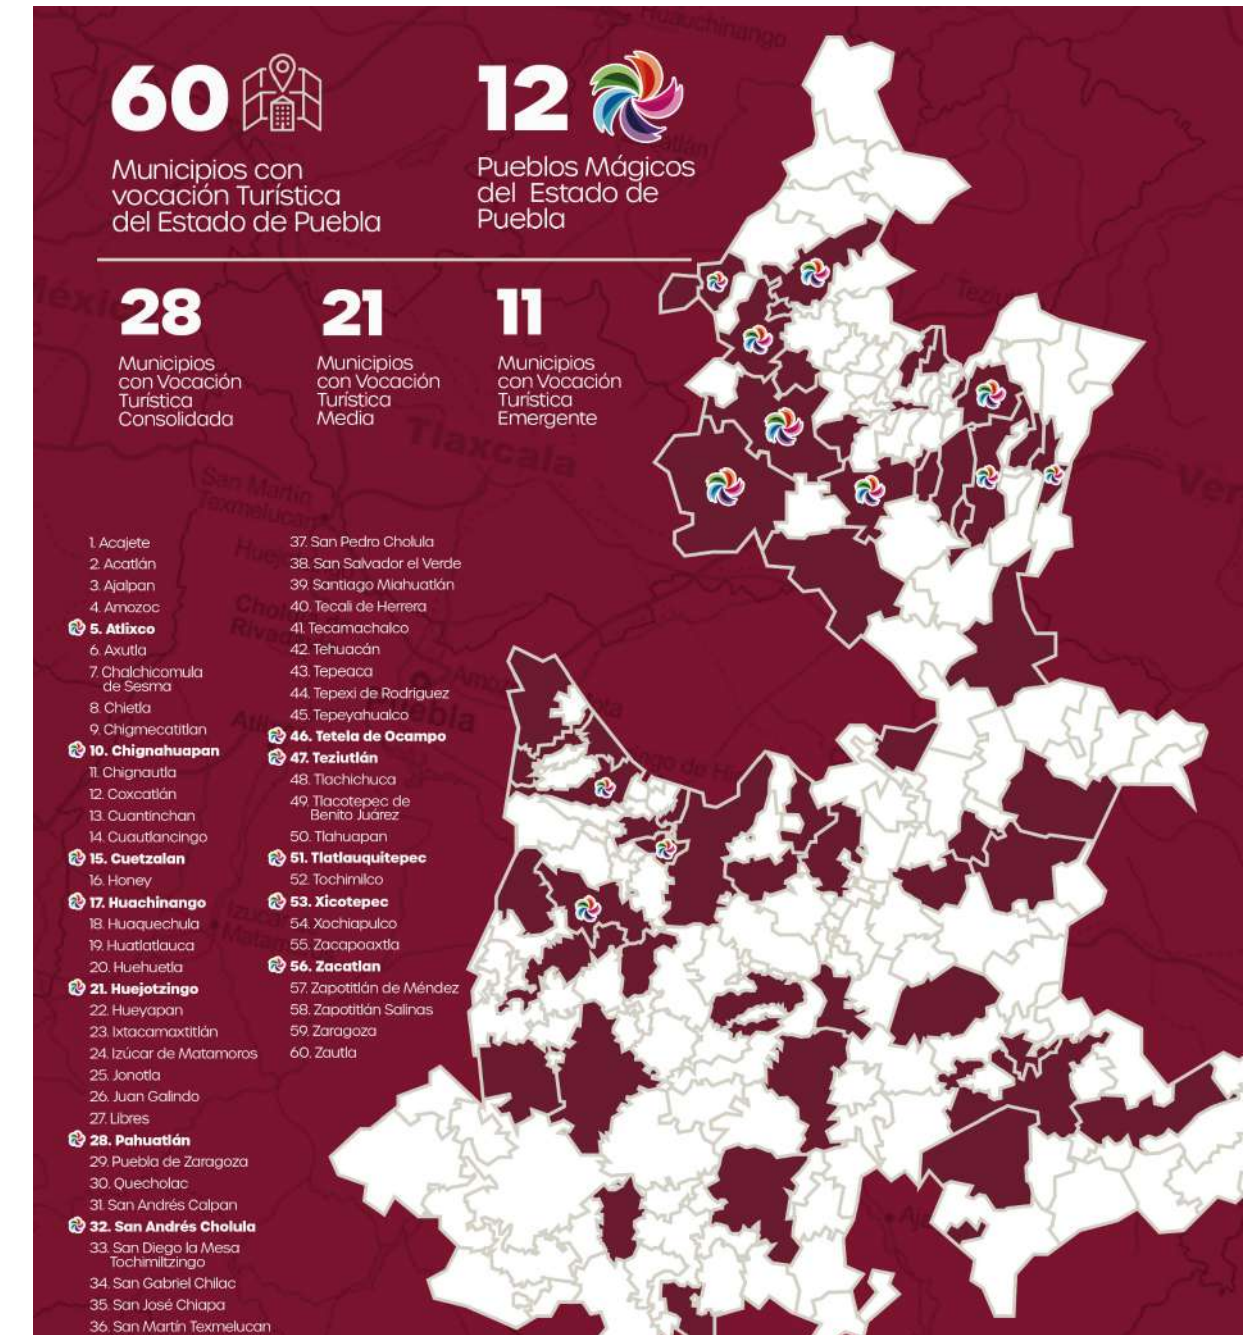 60
Municipios con
vocación Turística
del Estado de Puebla
12
Pueblos Mágicos
del Estado de
Puebla
28
Municipios
con Vocación
Turística
Consolidada
21
Municipios
con Vocación
Turística
Media
11
Municipios
con Vocación
Turística
Emergente
1. Acajete
2. Acatlán
3. Ajalpan
4. Amozoc
5. Atlixco
6. Axutla
7. Chalchicomula
de Sesma
8. Chietla
9. Chigmecatitlan
10. Chignahuapan
11. Chignautla
12. Coxcatlán
13. Cuantinchan
14. Cuautlancingo
15. Cuetzalan
16. Honey
17. Huachinango
18. Huaquechula
19. Huatlatlauca
20. Huehuetla
21. Huejotzingo
22. Hueyapan
23. Ixtacamaxtitlán
24. Izúcar de Matamoros
25. Jonotla
26. Juan Galindo
27. Libres
28. Pahuatlán
29. Puebla de Zaragoza
30. Quecholac
31. San Andrés Calpan
32. San Andrés Cholula
33. San Diego la Mesa
Tochimiltzingo
34. San Gabriel Chilac
35. San José Chiapa
36. San Martín Texmelucan
37. San Pedro Cholula
38. San Salvador el Verde
39. Santiago Miahuatlán
40. Tecali de Herrera
41. Tecamachalco
42. Tehuacán
43. Tepeaca
44. Tepexi de Rodriguez
45. Tepeyahualco
46. Tetela de Ocampo
47. Teziutlán
48. Tlachichuca
49. Tlacotepec de
Benito Juárez
50. Tlahuapan
51. Tlatlauquitepec
52. Tochimilco
53. Xicotepec
54. Xochiapulco
55. Zacapoaxtla
56. Zacatlan
57. Zapotitlán de Méndez
58. Zapotitlán Salinas
59. Zaragoza
60. Zautla
Huauchinango
Tlaxcala
San Martín
Texmelucan